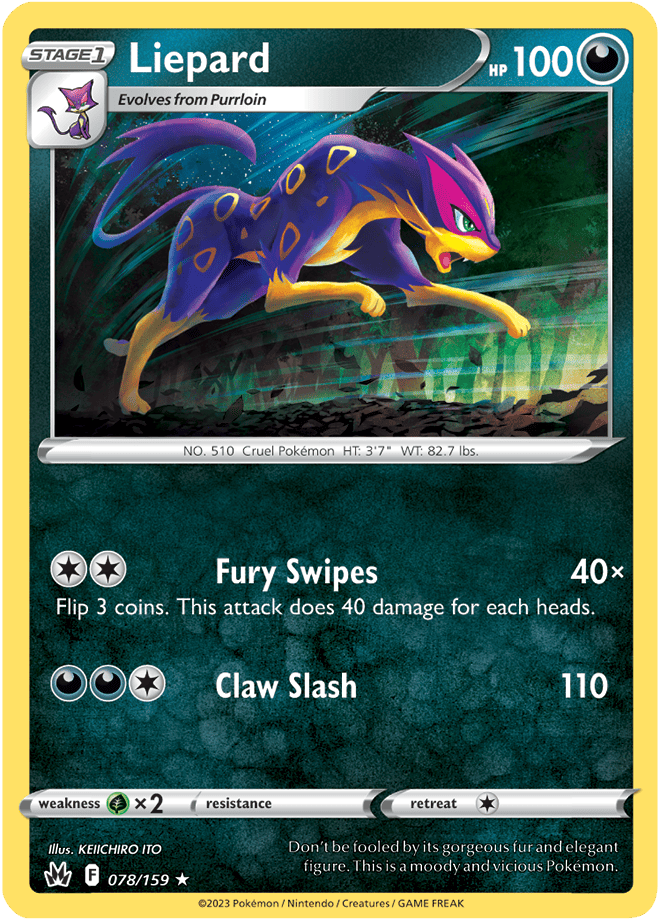 STAGE 1
Liepard
HP 100
Evolves from Purrloin
NO. 510 Cruel Pokémon HT: 3'7" WT: 82.7 lbs.
Fury Swipes 40×
Flip 3 coins. This attack does 40 damage for each heads.
Claw Slash 110
weakness ×2 resistance retreat
Illus. KEIICHIRO ITO
Don't be fooled by its gorgeous fur and elegant
figure. This is a moody and vicious Pokémon.
F 078/159 ★
©2023 Pokémon / Nintendo / Creatures / GAME FREAK